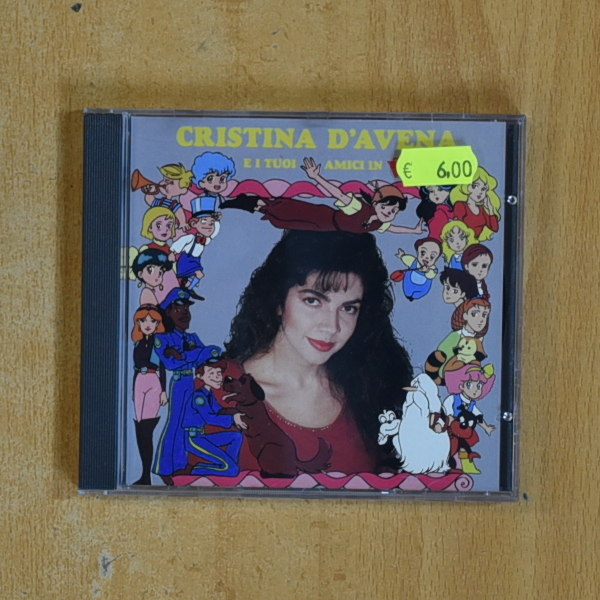 CRISTINA D'AVENA
E I TUOI AMICI IN
€ 6,00